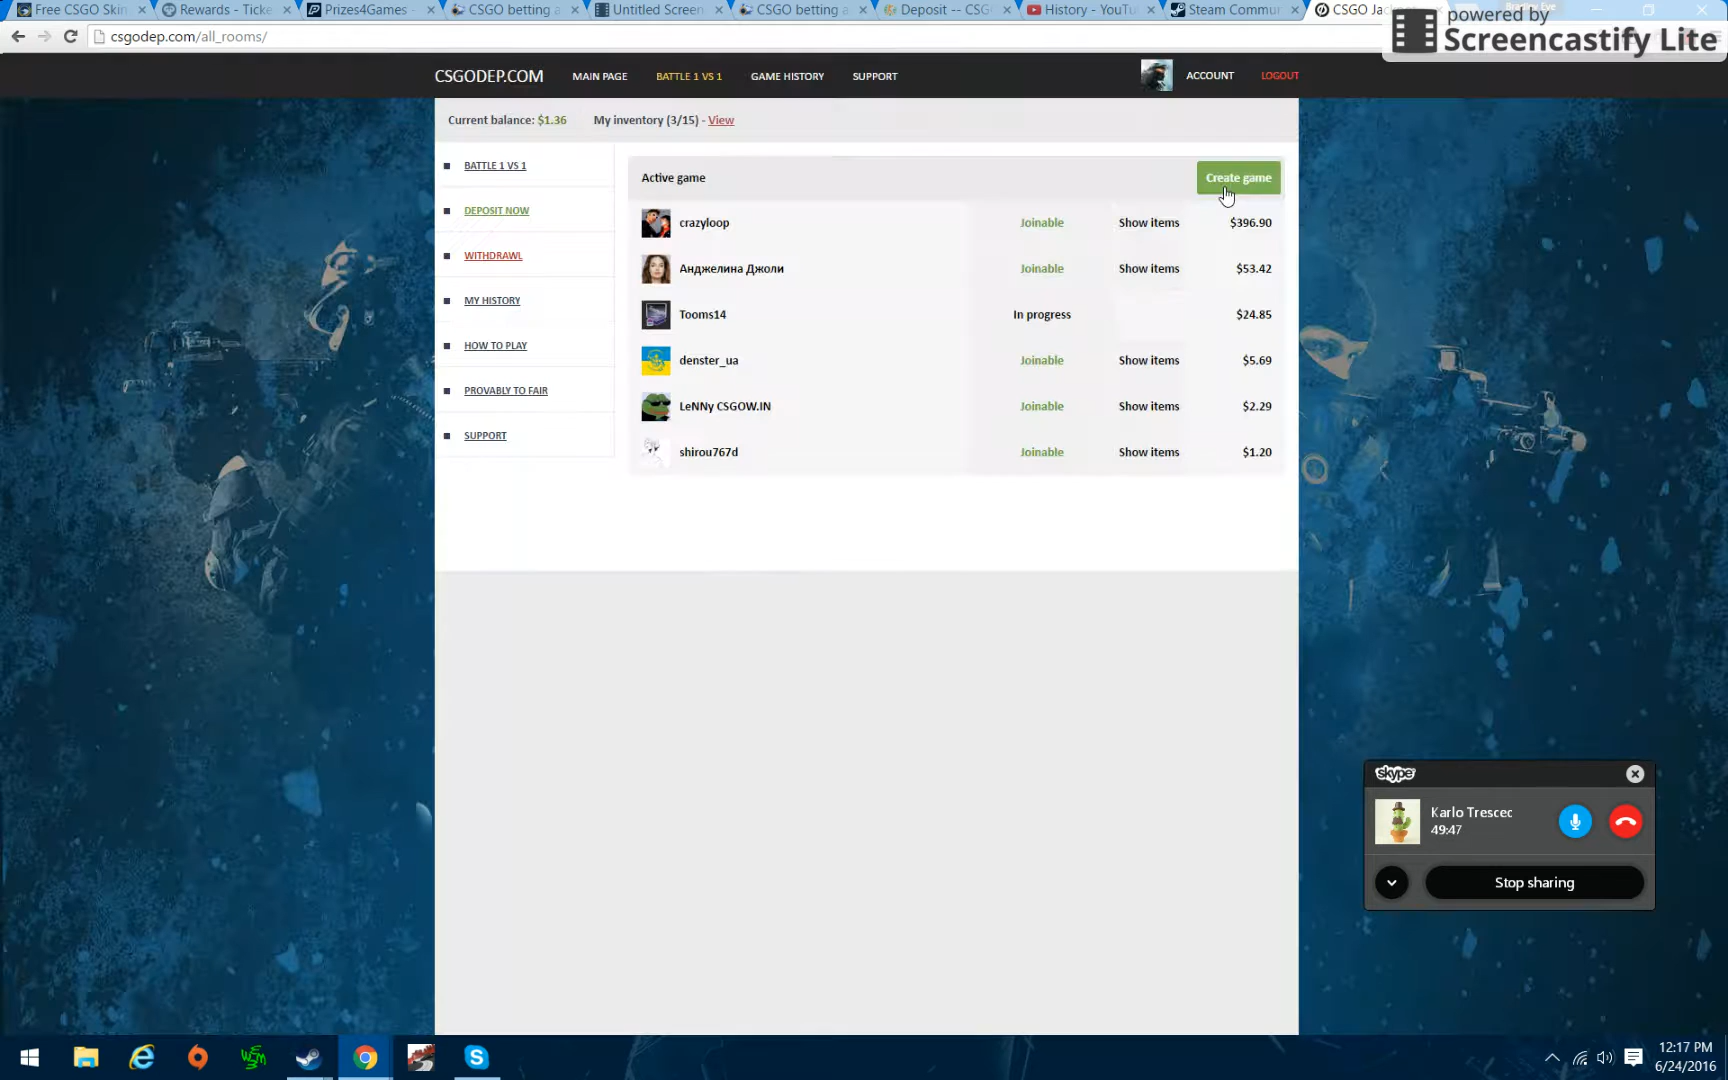 Free CSGO Skin
Rewards - Ticke
Prizes4Games -
CSGO betting a
Untitled Screen
CSGO betting a
Deposit -- CSG
History - YouTu
Steam Commu
CSGO Ja
csgodep.com/all_rooms/
powered by
Screencastify Lite
CSGODEP.COM MAIN PAGE BATTLE 1 VS 1 GAME HISTORY SUPPORT ACCOUNT LOGOUT
Current balance: $1.36 My inventory (3/15) - View
BATTLE 1 VS 1
DEPOSIT NOW
WITHDRAWL
MY HISTORY
HOW TO PLAY
PROVABLY TO FAIR
SUPPORT
Active game Create game
crazyloop Joinable Show items $396.90
Анджелина Джоли Joinable Show items $53.42
Tooms14 In progress $24.85
denster_ua Joinable Show items $5.69
LeNNy CSGOW.IN Joinable Show items $2.29
shirou767d Joinable Show items $1.20
skype
Karlo Trescec
49:47
Stop sharing
12:17 PM
6/24/2016